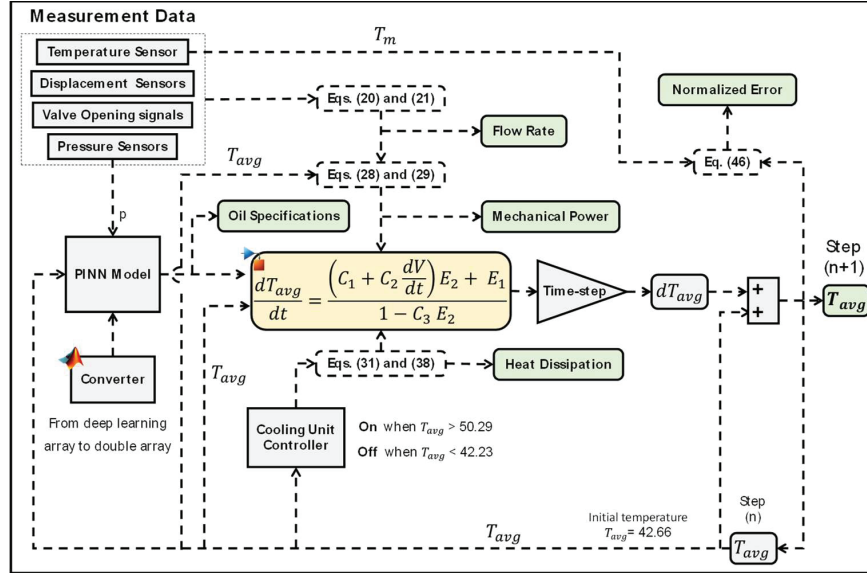 Measurement Data
Temperature Sensor
Displacement Sensors
Valve Opening signals
Pressure Sensors
T_m
Eqs. (20) and (21)
Flow Rate
Normalized Error
Eq. (46)
T_avg
Eqs. (28) and (29)
Oil Specifications
Mechanical Power
p
PINN Model
dT_avg/dt = ((C_1 + C_2 dV/dt) E_2 + E_1)/(1 − C_3 E_2)
Time-step
dT_avg
+
+
Step
(n+1)
T_avg
Converter
From deep learning
array to double array
T_avg
Eqs. (31) and (38)
Heat Dissipation
Cooling Unit
Controller
On when T_avg > 50.29
Off when T_avg < 42.23
T_avg
Initial temperature
T_avg = 42.66
Step
(n)
T_avg